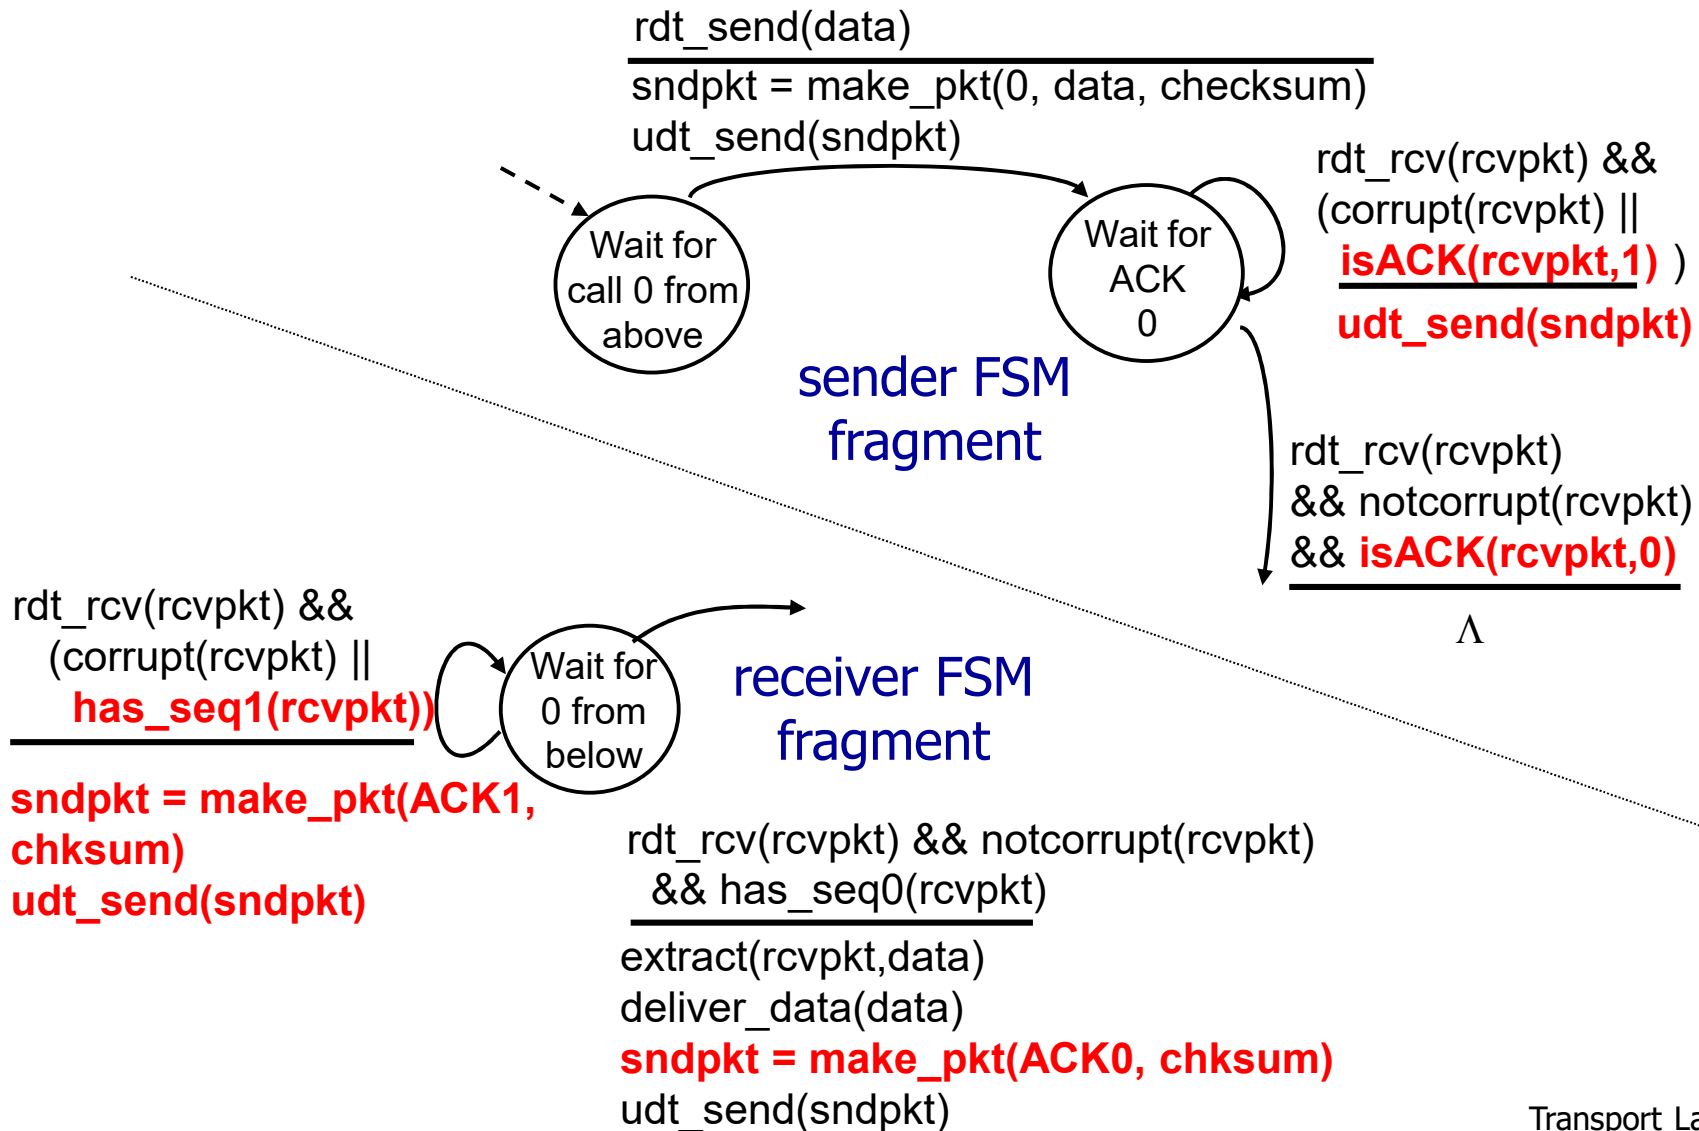 rdt_send(data)
sndpkt = make_pkt(0, data, checksum)
udt_send(sndpkt)
Wait for
call 0 from
above
Wait for
ACK
0
rdt_rcv(rcvpkt) &&
(corrupt(rcvpkt) ||
isACK(rcvpkt,1) )
udt_send(sndpkt)
sender FSM
fragment
rdt_rcv(rcvpkt)
&& notcorrupt(rcvpkt)
&& isACK(rcvpkt,0)
Λ
rdt_rcv(rcvpkt) &&
(corrupt(rcvpkt) ||
has_seq1(rcvpkt))
sndpkt = make_pkt(ACK1,
chksum)
udt_send(sndpkt)
Wait for
0 from
below
receiver FSM
fragment
rdt_rcv(rcvpkt) && notcorrupt(rcvpkt)
&& has_seq0(rcvpkt)
extract(rcvpkt,data)
deliver_data(data)
sndpkt = make_pkt(ACK0, chksum)
udt_send(sndpkt)
Transport La